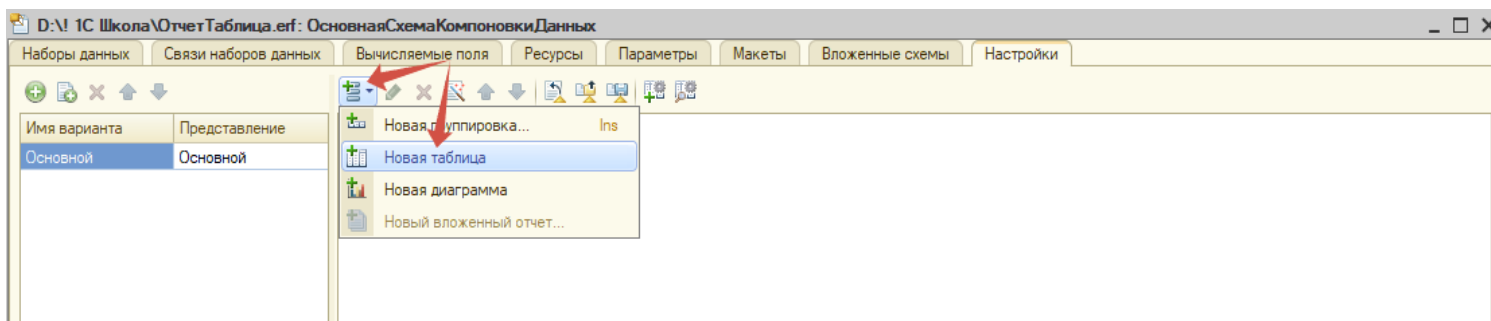 D:\! 1С Школа\ОтчетТаблица.erf: ОсновнаяСхемаКомпоновкиДанных
Наборы данных Связи наборов данных Вычисляемые поля Ресурсы Параметры Макеты Вложенные схемы Настройки
Имя варианта Представление
Новая группировка... Ins
Основной Основной
Новая таблица
Новая диаграмма
Новый вложенный отчет...